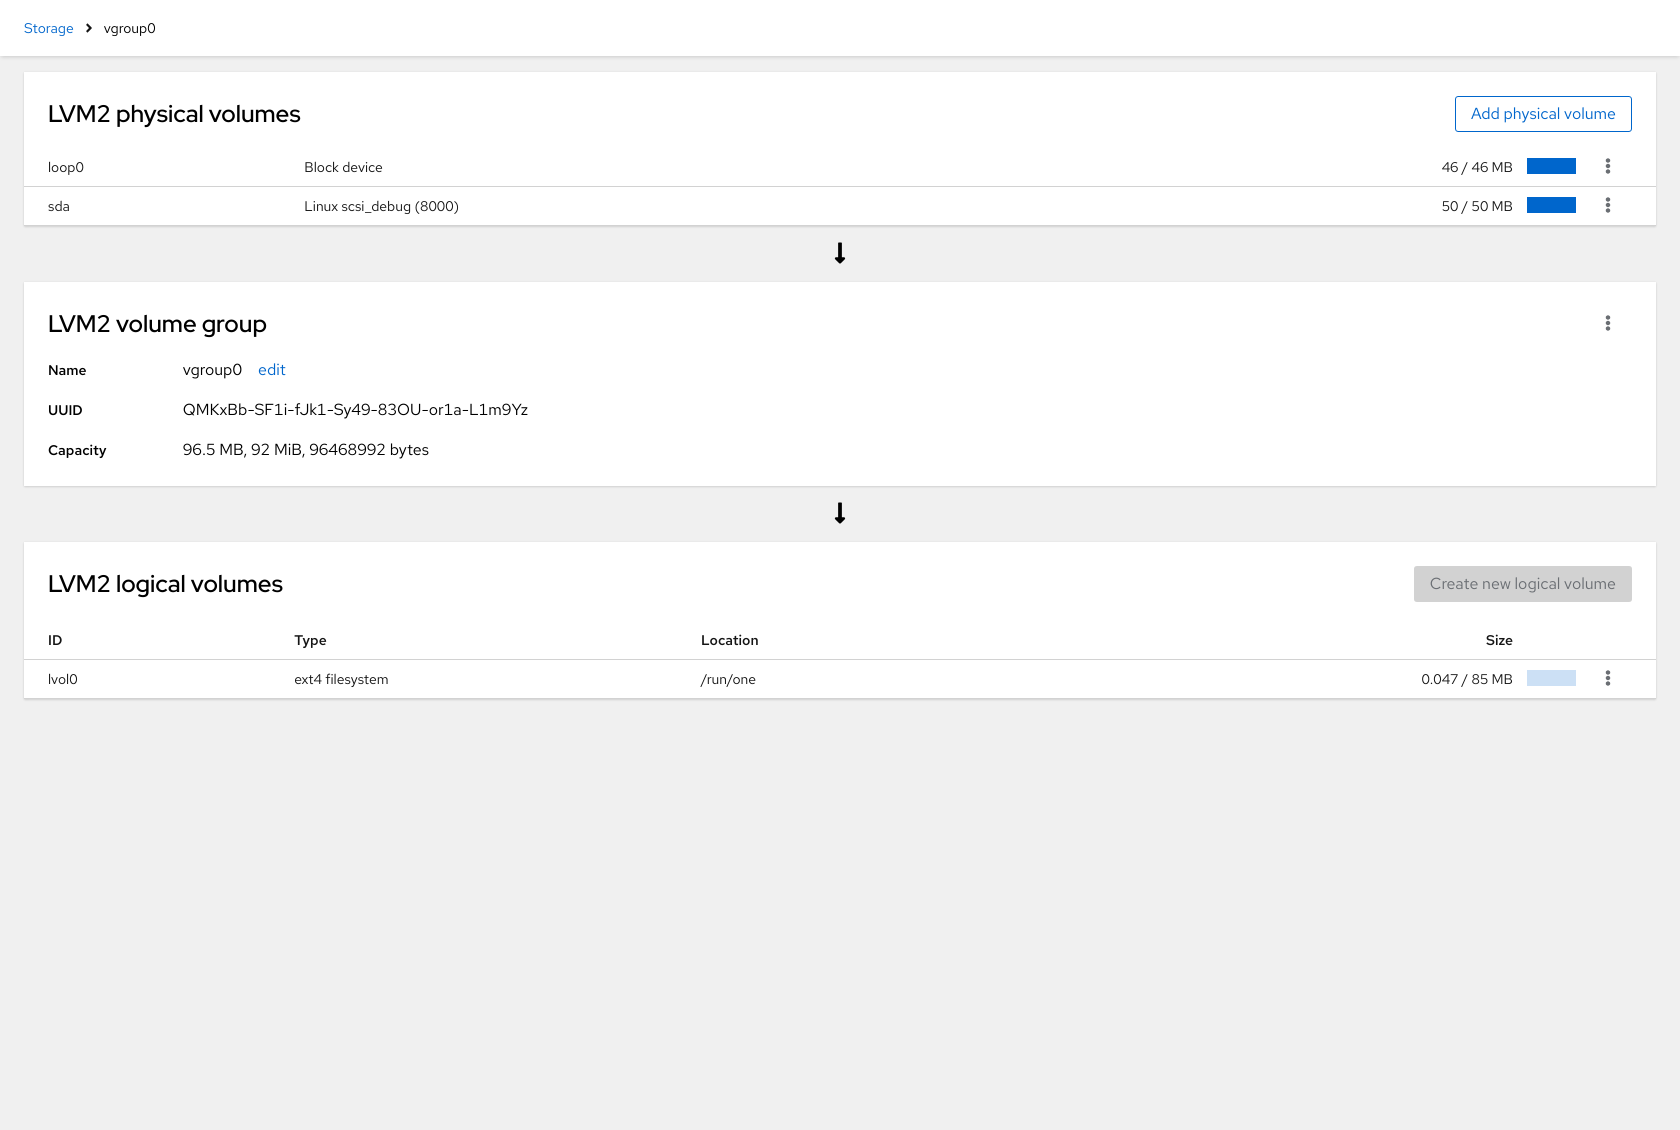 Storage > vgroup0
LVM2 physical volumes Add physical volume
loop0 Block device 46 / 46 MB
sda Linux scsi_debug (8000) 50 / 50 MB
LVM2 volume group
Name vgroup0 edit
UUID QMKxBb-SF1i-fJk1-Sy49-83OU-or1a-L1m9Yz
Capacity 96.5 MB, 92 MiB, 96468992 bytes
LVM2 logical volumes Create new logical volume
ID Type Location Size
lvol0 ext4 filesystem /run/one 0.047 / 85 MB